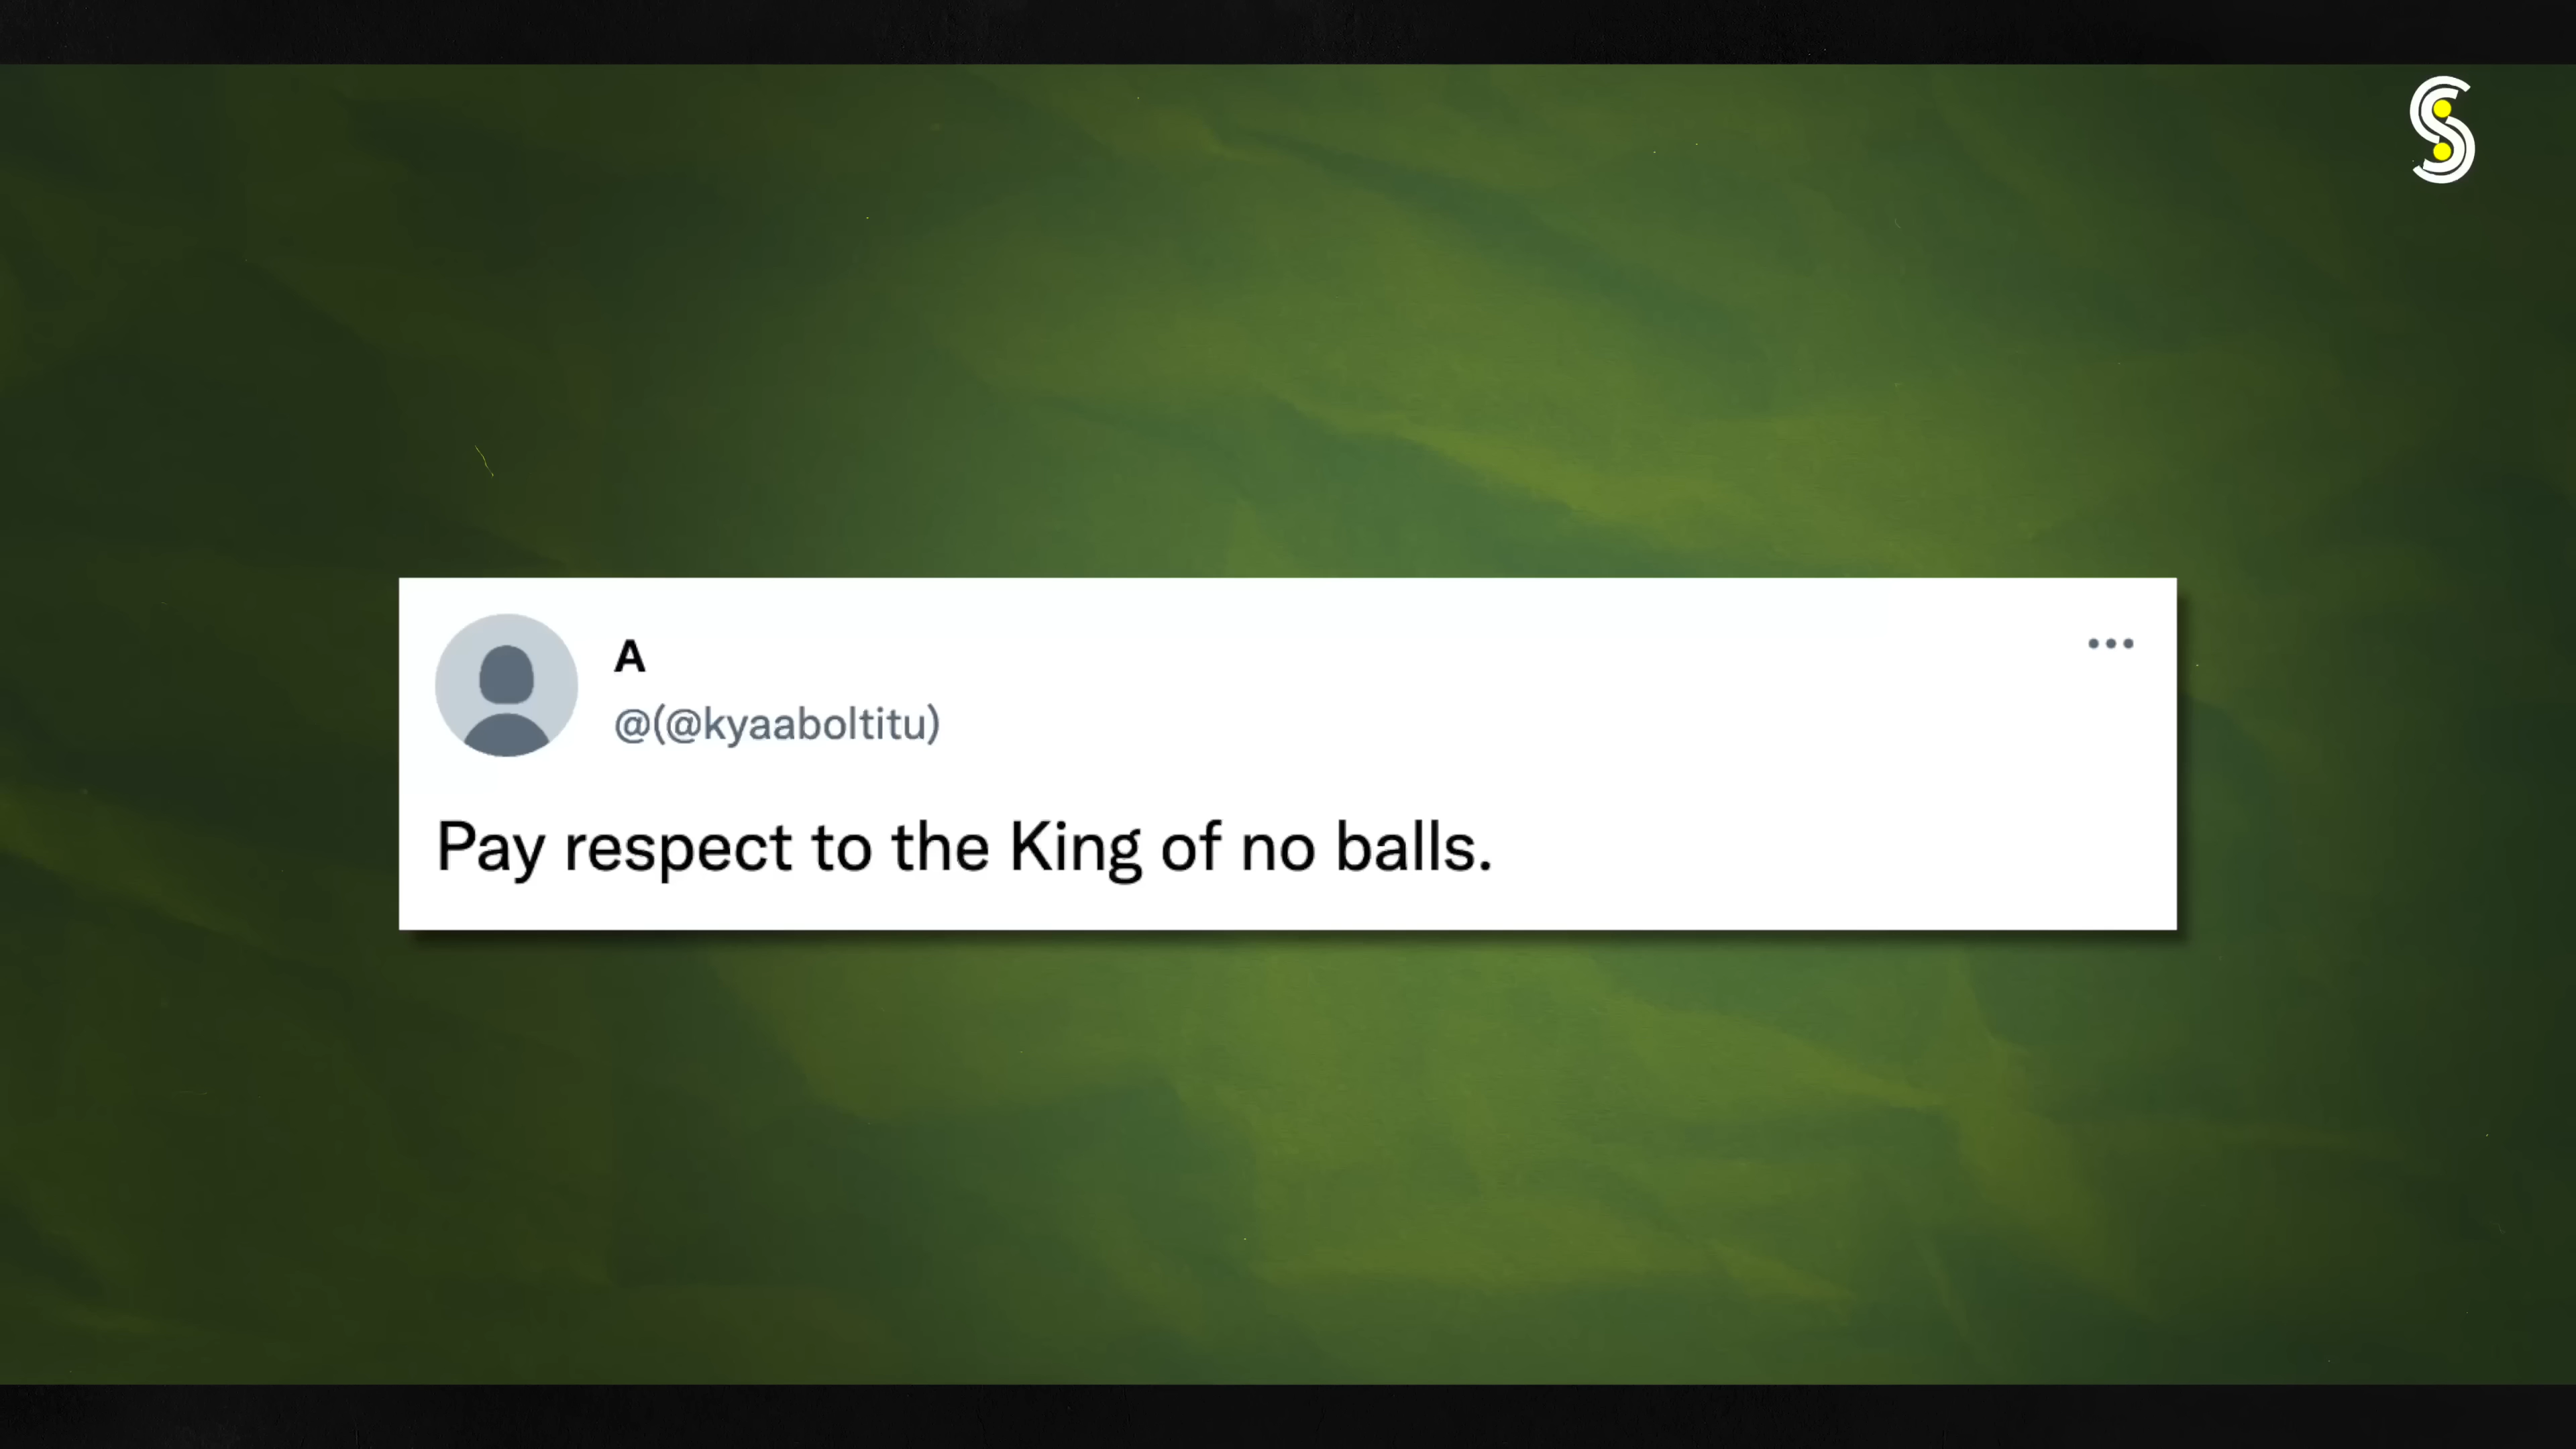 A
@(@kyaaboltitu)
Pay respect to the King of no balls.